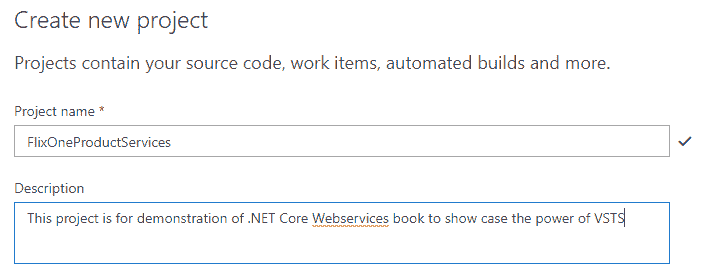 Create new project
Projects contain your source code, work items, automated builds and more.
Project name *
FlixOneProductServices
Description
This project is for demonstration of .NET Core Webservices book to show case the power of VSTS